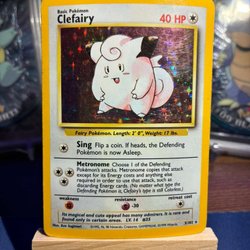 Basic Pokémon
Clefairy
40 HP
Fairy Pokémon. Length: 2' 0", Weight: 17 lbs.
Sing Flip a coin. If heads, the Defending
Pokémon is now Asleep.
Metronome Choose 1 of the Defending
Pokémon's attacks. Metronome copies that attack
except for its Energy costs and anything else
required in order to use that attack, such as
discarding Energy cards. (No matter what type the
Defending Pokémon is, Clefairy's type is still Colorless.)
weakness
resistance
retreat cost
-30
Its magical and cute appeal has many admirers. It is rare and
found only in certain areas. LV. 14 #35